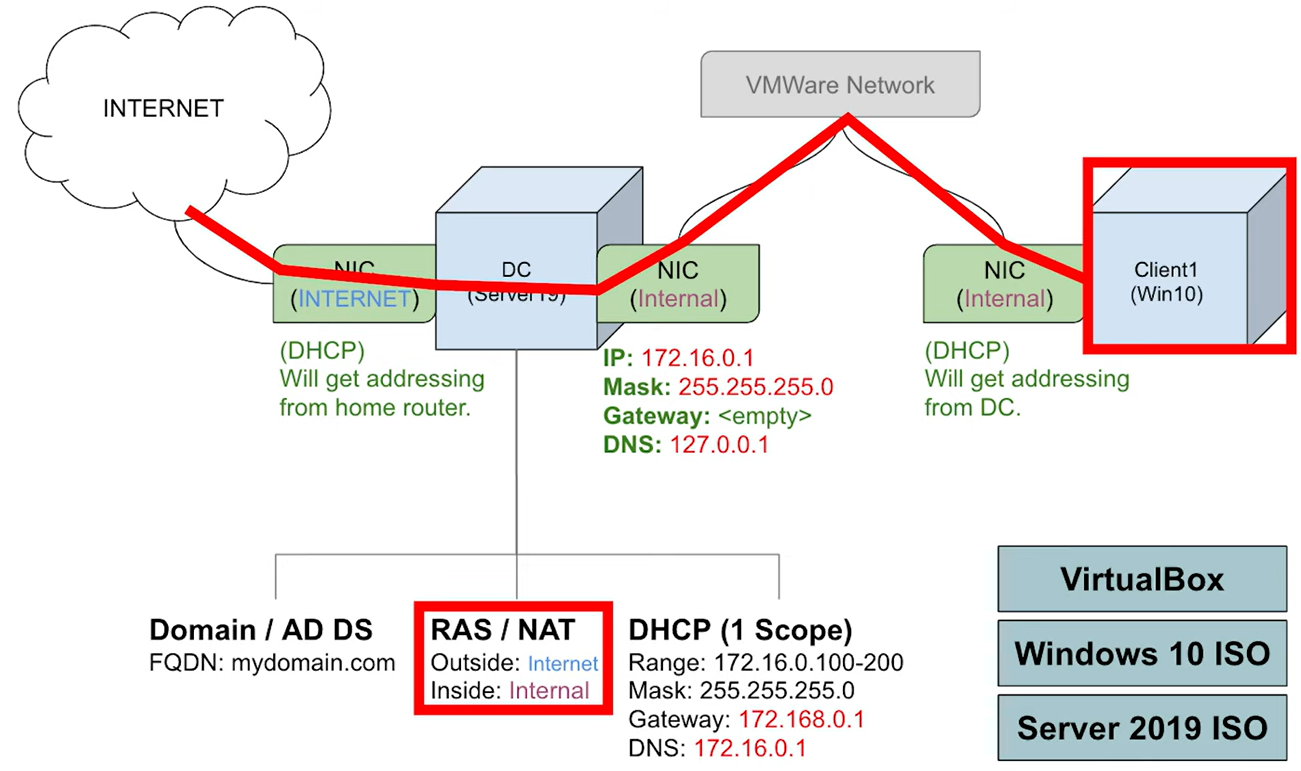 INTERNET
VMWare Network
NIC
(INTERNET)
DC
(Server19)
NIC
(Internal)
NIC
(Internal)
Client1
(Win10)
(DHCP)
Will get addressing
from home router.
IP: 172.16.0.1
Mask: 255.255.255.0
Gateway: <empty>
DNS: 127.0.0.1
(DHCP)
Will get addressing
from DC.
Domain / AD DS
FQDN: mydomain.com
RAS / NAT
Outside: Internet
Inside: Internal
DHCP (1 Scope)
Range: 172.16.0.100-200
Mask: 255.255.255.0
Gateway: 172.168.0.1
DNS: 172.16.0.1
VirtualBox
Windows 10 ISO
Server 2019 ISO